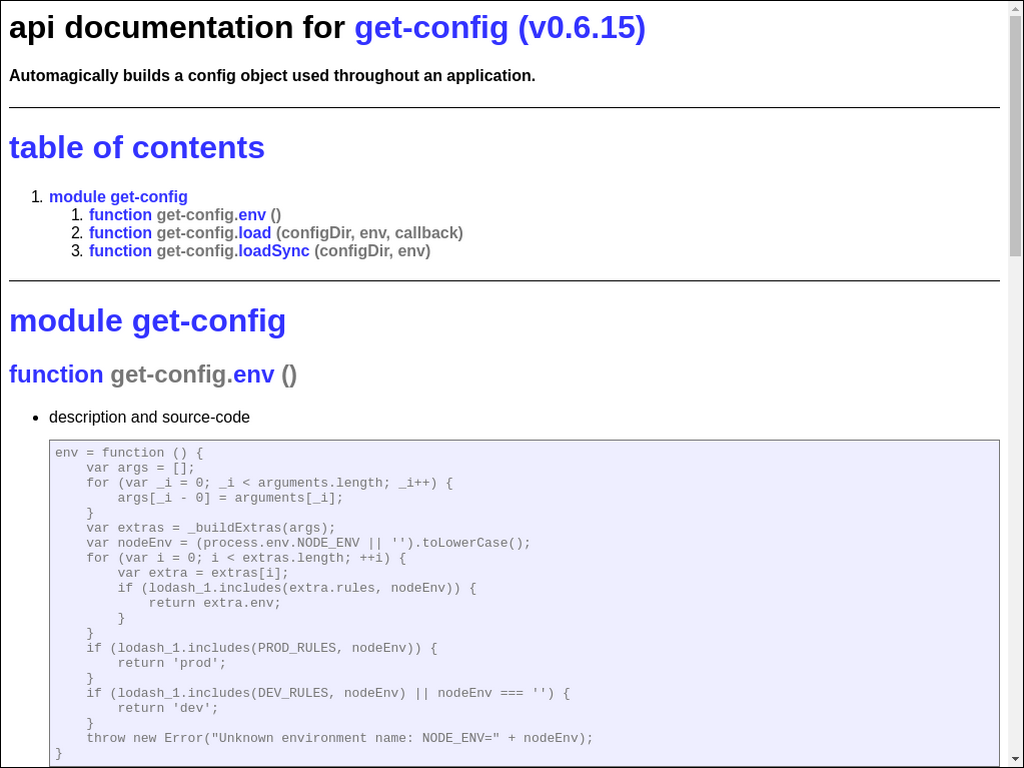 api documentation for get-config (v0.6.15)
Automagically builds a config object used throughout an application.
table of contents
1. module get-config
1. function get-config.env ()
2. function get-config.load (configDir, env, callback)
3. function get-config.loadSync (configDir, env)
module get-config
function get-config.env ()
• description and source-code
env = function () {
    var args = [];
    for (var _i = 0; _i < arguments.length; _i++) {
        args[_i - 0] = arguments[_i];
    }
    var extras = _buildExtras(args);
    var nodeEnv = (process.env.NODE_ENV || '').toLowerCase();
    for (var i = 0; i < extras.length; ++i) {
        var extra = extras[i];
        if (lodash_1.includes(extra.rules, nodeEnv)) {
            return extra.env;
        }
    }
    if (lodash_1.includes(PROD_RULES, nodeEnv)) {
        return 'prod';
    }
    if (lodash_1.includes(DEV_RULES, nodeEnv) || nodeEnv === '') {
        return 'dev';
    }
    throw new Error("Unknown environment name: NODE_ENV=" + nodeEnv);
}